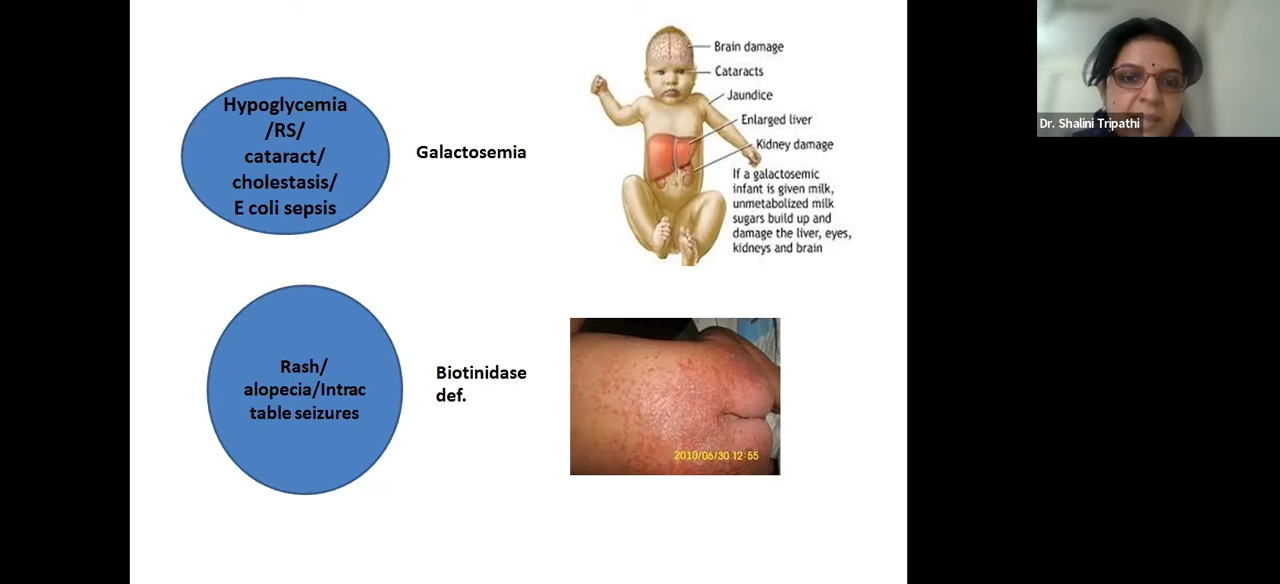 Hypoglycemia
/RS/
cataract/
cholestasis/
E coli sepsis
Galactosemia
Brain damage
Cataracts
Jaundice
Enlarged liver
Kidney damage
If a galactosemic
infant is given milk,
unmetabolized milk
sugars build up and
damage the liver, eyes,
kidneys and brain
Rash/
alopecia/Intrac
table seizures
Biotinidase
def.
2010/06/30 12:55
Dr. Shalini Tripathi